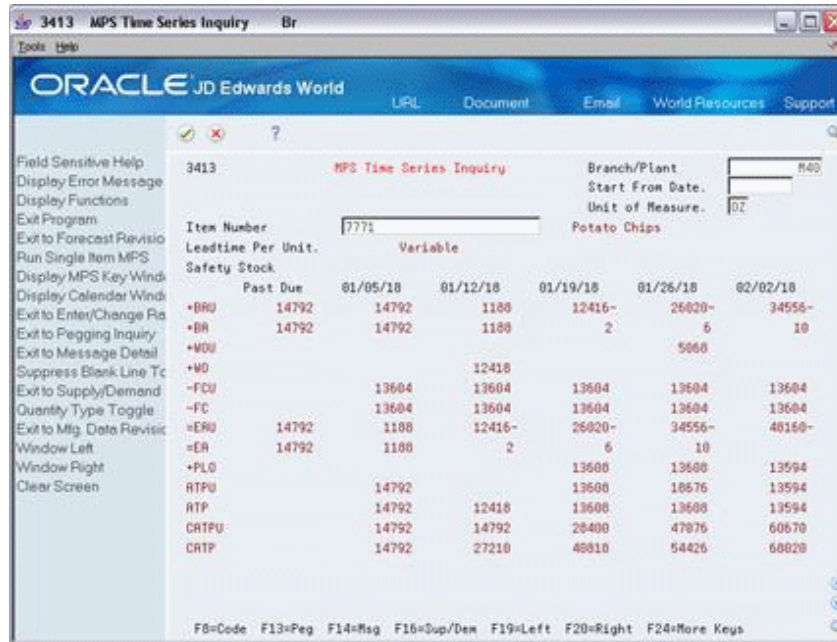 3413 MPS Time Series Inquiry Br
Tools Help
ORACLE JD Edwards World
URL Document Email World Resources Support
?
Field Sensitive Help
Display Error Message
Display Functions
Exit Program
Exit to Forecast Revisio
Run Single Item MPS
Display MPS Key Windo
Display Calendar Windo
Exit to Enter/Change Ra
Exit to Pegging Inquiry
Exit to Message Detail
Suppress Blank Line To
Exit to Supply/Demand
Quantity Type Toggle
Exit to Mfg. Data Revisio
Window Left
Window Right
Clear Screen
3413 MPS Time Series Inquiry Branch/Plant M40
Start From Date.
Unit of Measure. OZ
Item Number 7771 Potato Chips
Leadtime Per Unit. Variable
Safety Stock
Past Due 01/05/18 01/12/18 01/19/18 01/26/18 02/02/18
+BAU 14792 14792 1188 12416- 26020- 34556-
+BA 14792 14792 1188 2 6 10
+WOU 5068
+WO 12418
-FCU 13604 13604 13604 13604 13604
-FC 13604 13604 13604 13604 13604
=EAU 14792 1188 12416- 26020- 34556- 48160-
=EA 14792 1188 2 6 10
+PLO 13608 13608 13594
ATPU 14792 13608 18676 13594
ATP 14792 12418 13608 13608 13594
CATPU 14792 14792 28400 47076 60670
CATP 14792 27210 40818 54426 68020
F8=Code F13=Peg F14=Msg F16=Sup/Dem F19=Left F20=Right F24=More Keys